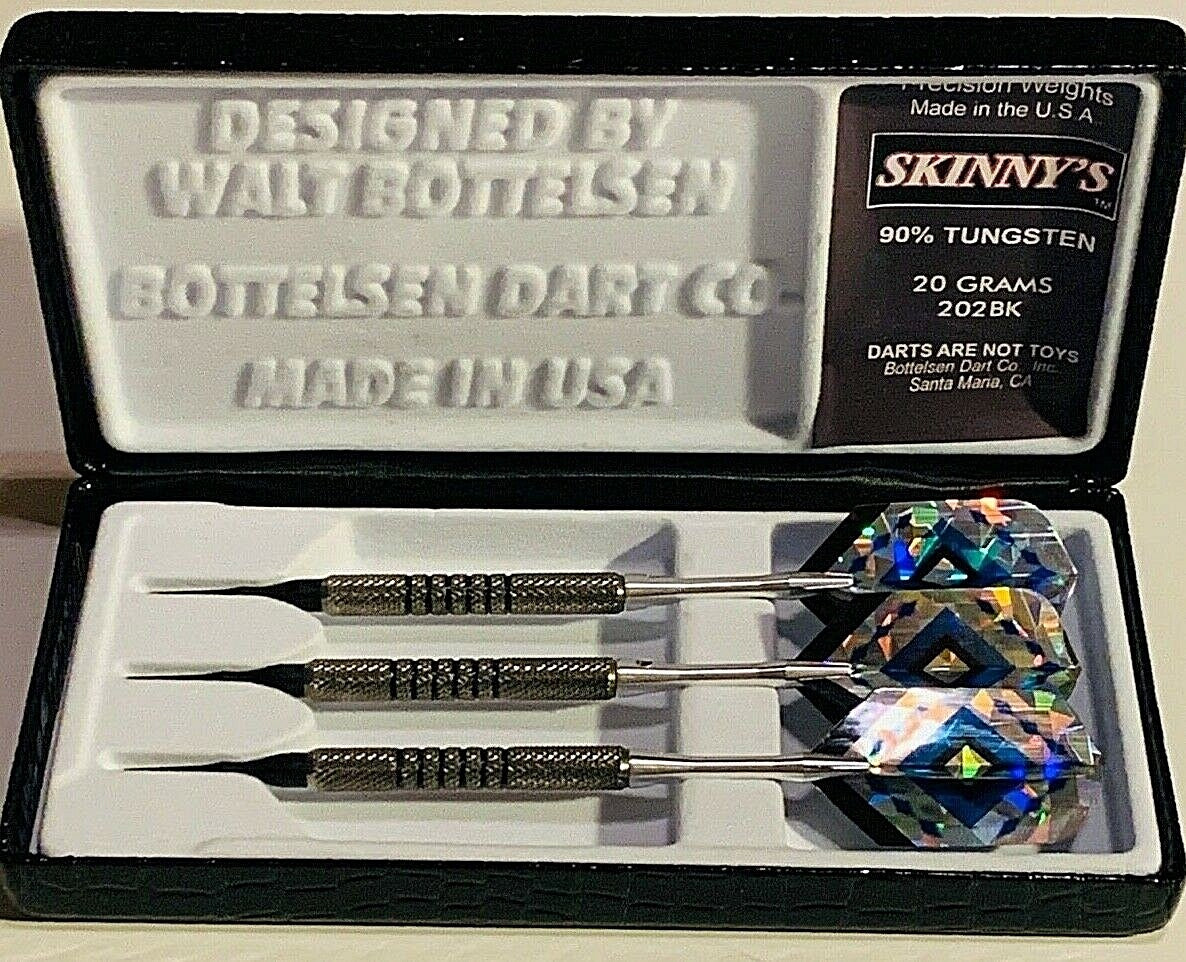 DESIGNED BY
WALT BOTTELSEN
BOTTELSEN DART CO.
MADE IN USA
Precision Weights
Made in the U.S.A
SKINNY'S
TM
90% TUNGSTEN
20 GRAMS
202BK
DARTS ARE NOT TOYS
Bottelsen Dart Co. Inc.
Santa Maria, CA